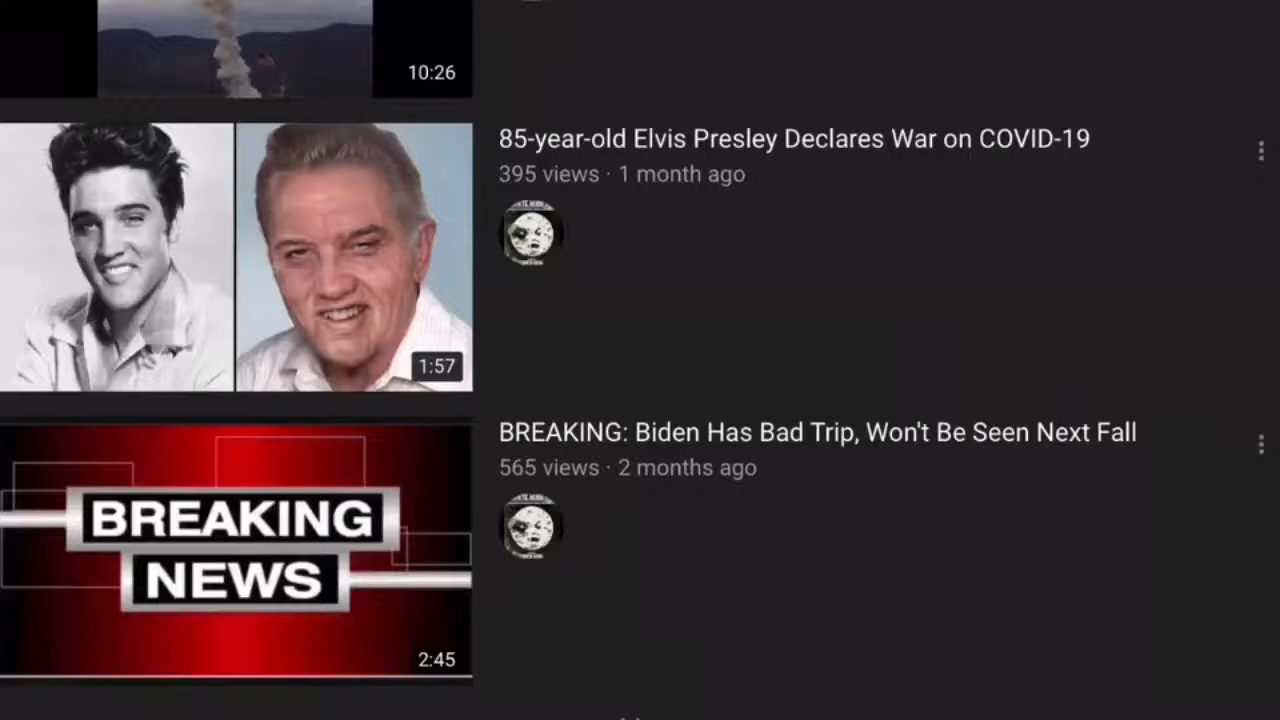 10:26
85-year-old Elvis Presley Declares War on COVID-19
395 views · 1 month ago
1:57
BREAKING: Biden Has Bad Trip, Won't Be Seen Next Fall
565 views · 2 months ago
BREAKING
NEWS
2:45